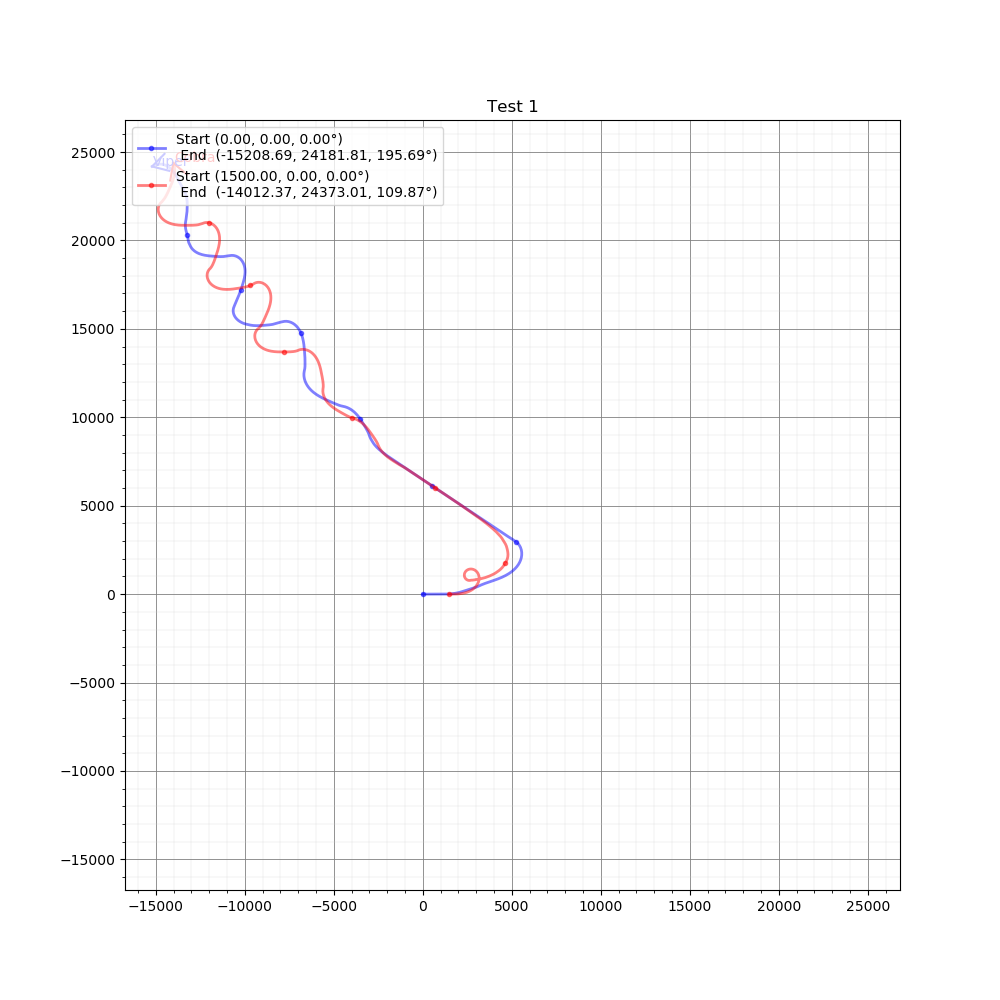 Test 1
Start (0.00, 0.00, 0.00°)
End (-15208.69, 24181.81, 195.69°)
Start (1500.00, 0.00, 0.00°)
End (-14012.37, 24373.01, 109.87°)
25000
20000
15000
10000
5000
0
−5000
−10000
−15000
−15000 −10000 −5000 0 5000 10000 15000 20000 25000